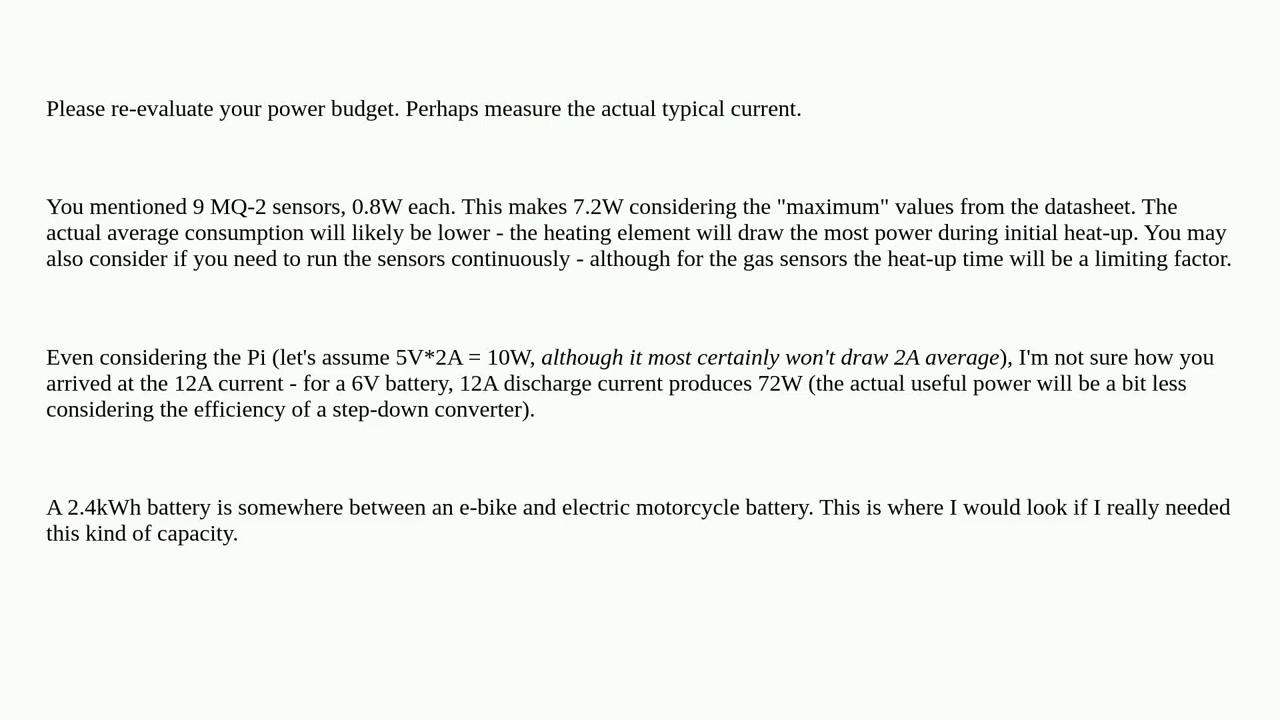 Please re-evaluate your power budget. Perhaps measure the actual typical current.
You mentioned 9 MQ-2 sensors, 0.8W each. This makes 7.2W considering the "maximum" values from the datasheet. The
actual average consumption will likely be lower - the heating element will draw the most power during initial heat-up. You may
also consider if you need to run the sensors continuously - although for the gas sensors the heat-up time will be a limiting factor.
Even considering the Pi (let's assume 5V*2A = 10W, although it most certainly won't draw 2A average), I'm not sure how you
arrived at the 12A current - for a 6V battery, 12A discharge current produces 72W (the actual useful power will be a bit less
considering the efficiency of a step-down converter).
A 2.4kWh battery is somewhere between an e-bike and electric motorcycle battery. This is where I would look if I really needed
this kind of capacity.